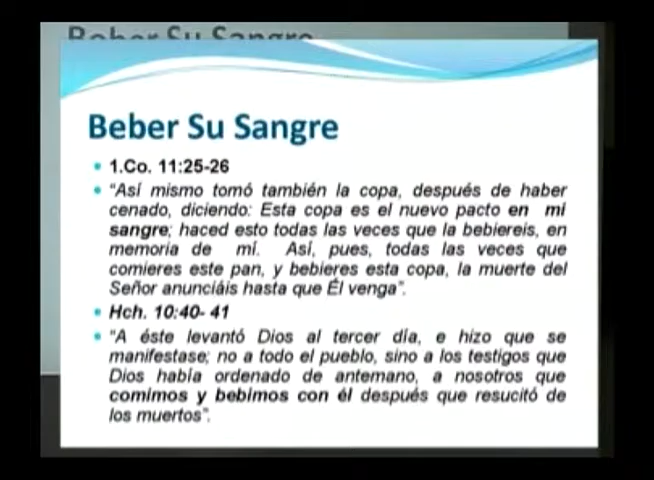 Beber Su Sangre
Beber Su Sangre
• 1.Co. 11:25-26
• "Así mismo tomó también la copa, después de haber
cenado, diciendo: Esta copa es el nuevo pacto en mi
sangre; haced esto todas las veces que la bebiereis, en
memoria de mí. Así, pues, todas las veces que
comieres este pan, y bebieres esta copa, la muerte del
Señor anunciáis hasta que Él venga".
• Hch. 10:40- 41
• "A éste levantó Dios al tercer día, e hizo que se
manifestase; no a todo el pueblo, sino a los testigos que
Dios había ordenado de antemano, a nosotros que
comimos y bebimos con él después que resucitó de
los muertos".